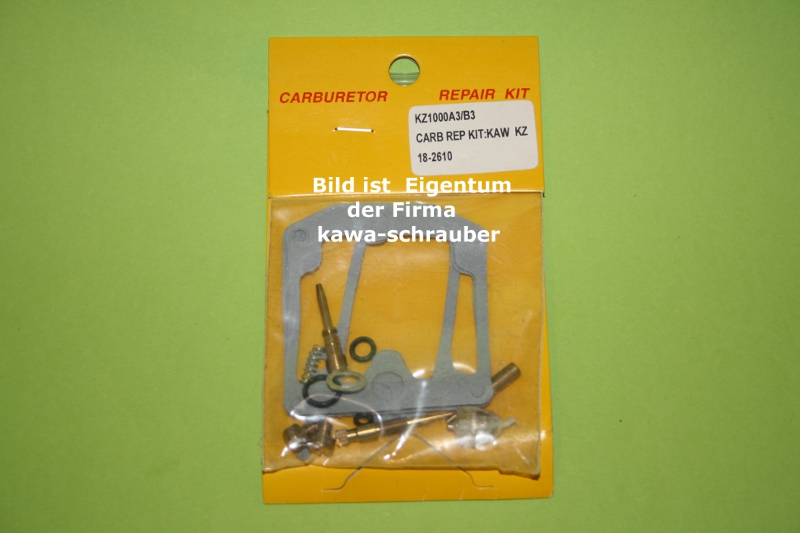 CARBURETOR REPAIR KIT
KZ1000A3/B3
CARB REP KIT:KAW KZ
18-2610
Bild ist Eigentum
der Firma
kawa-schrauber